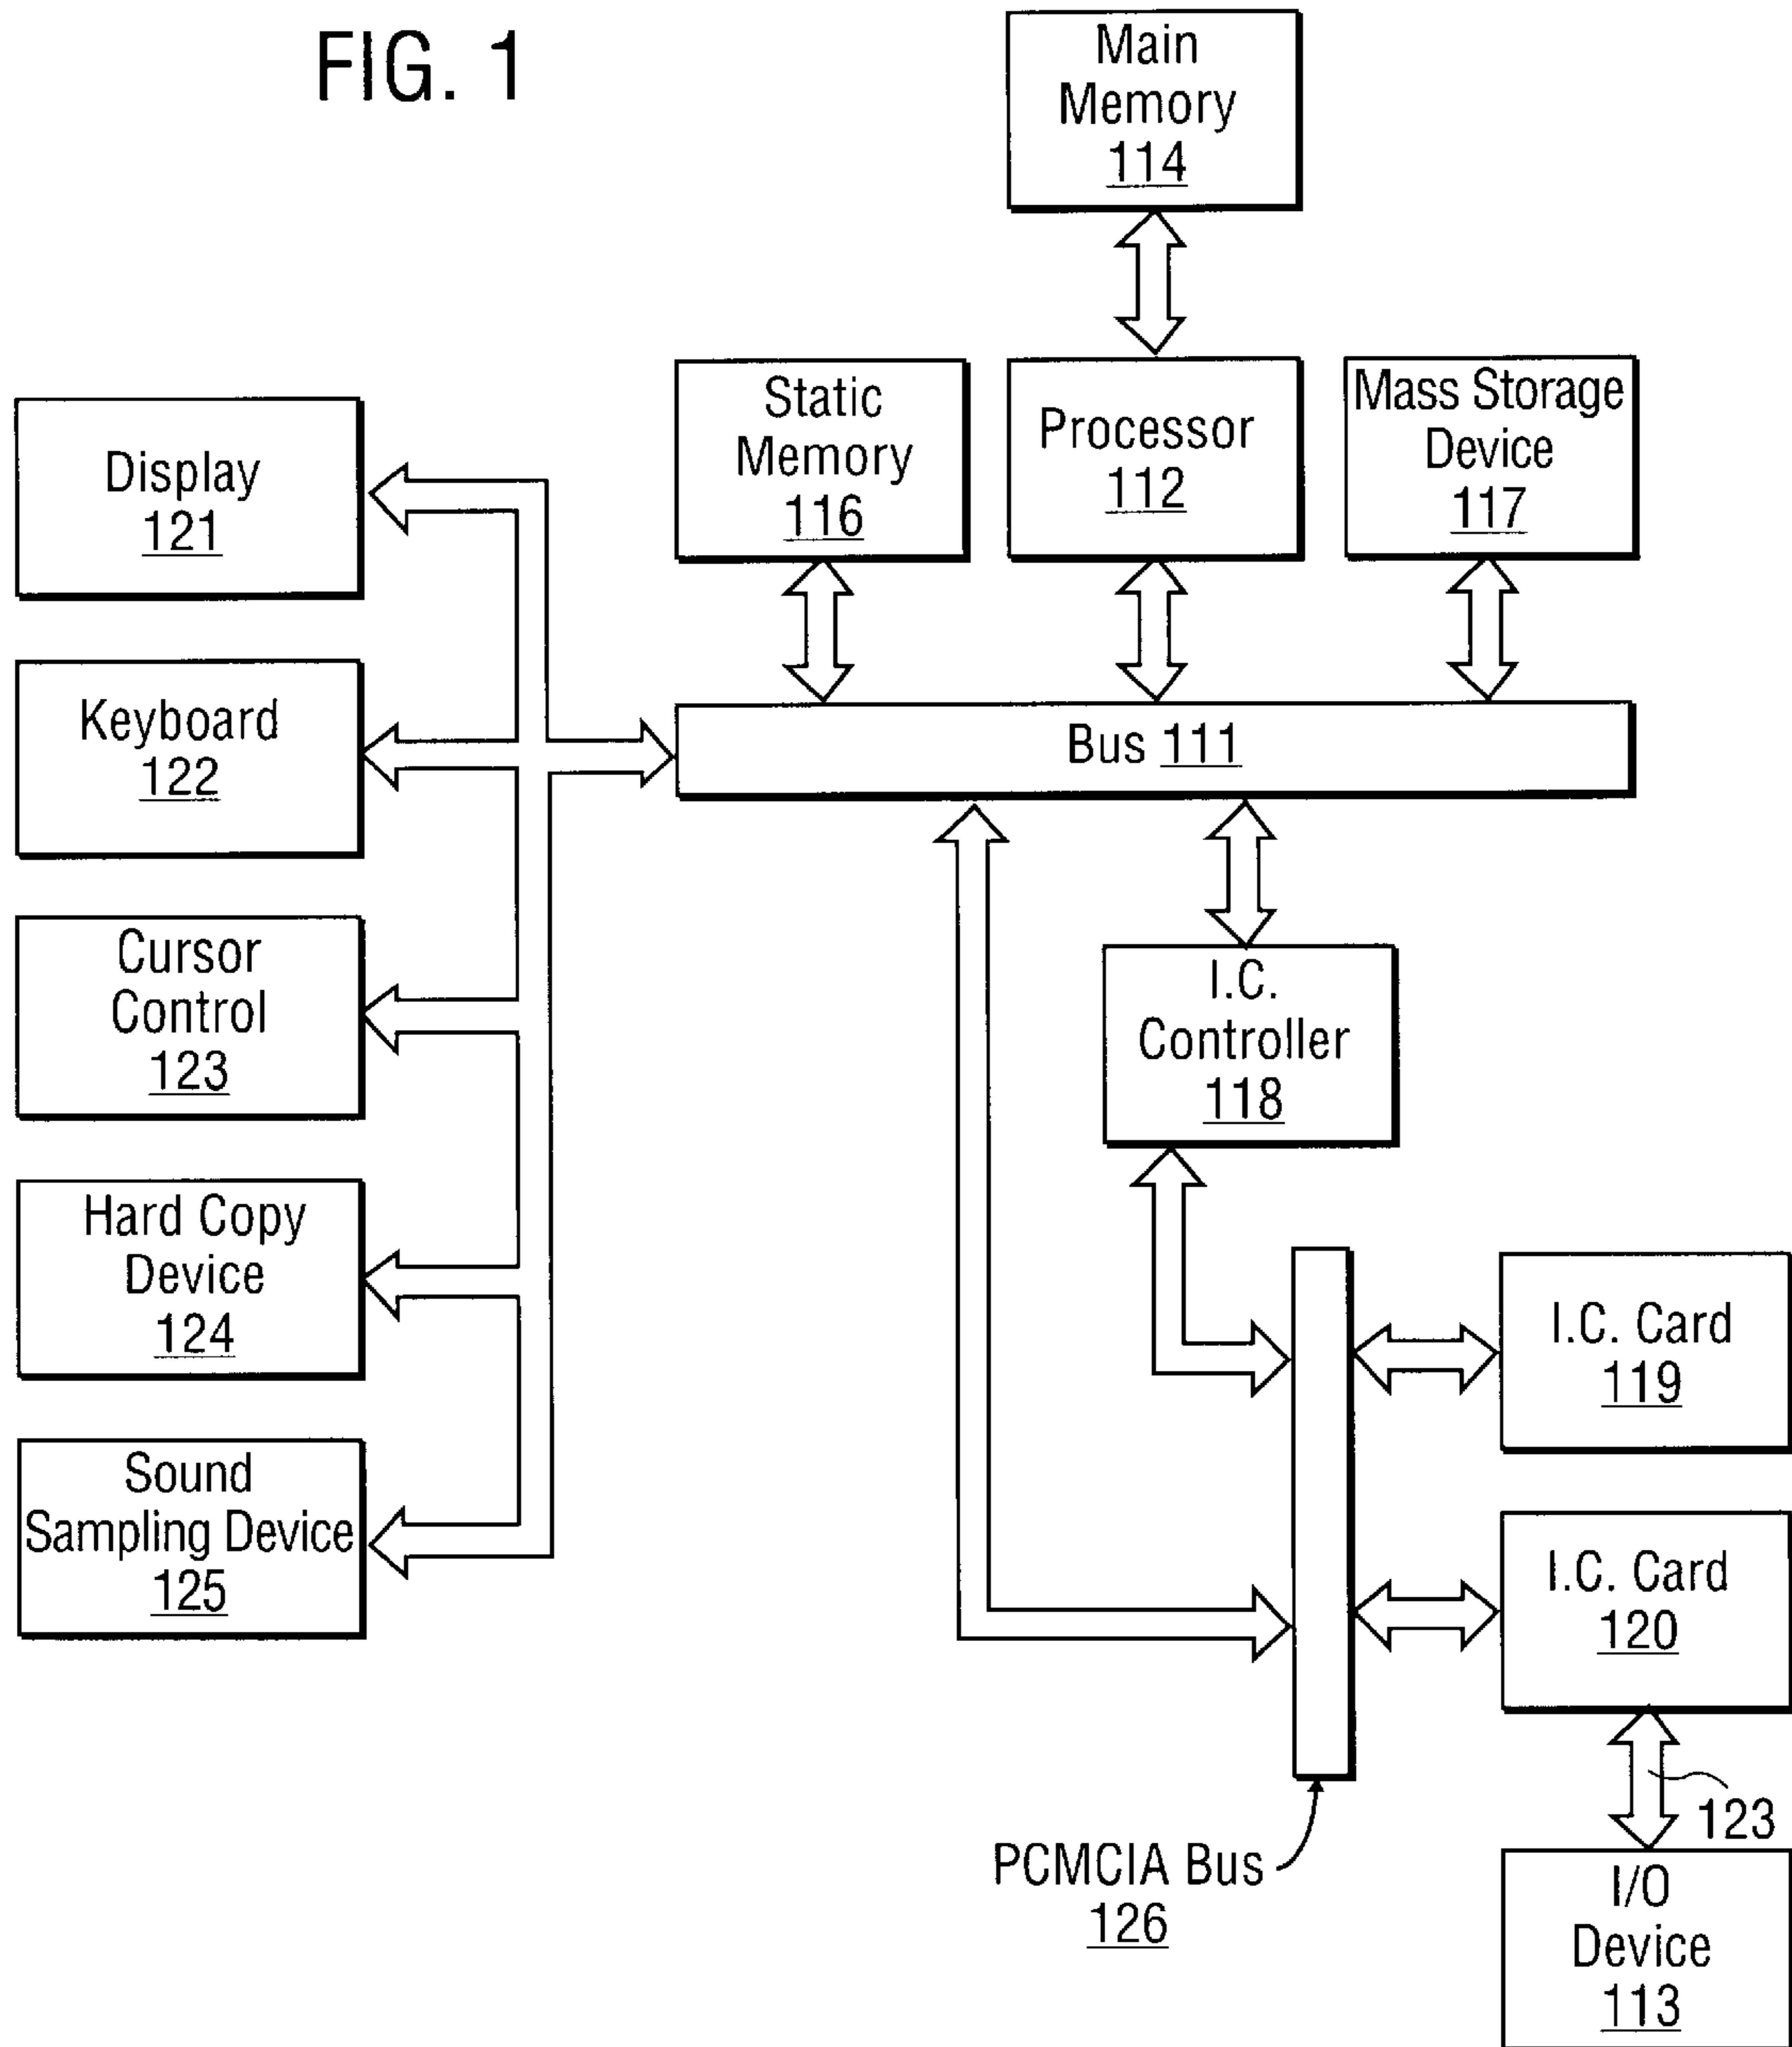 FIG. 1
Main
Memory
114
Static
Memory
116
Processor
112
Mass Storage
Device
117
Display
121
Keyboard
122
Bus 111
Cursor
Control
123
I.C.
Controller
118
Hard Copy
Device
124
I.C. Card
119
Sound
Sampling Device
125
I.C. Card
120
123
PCMCIA Bus
126
I/O
Device
113